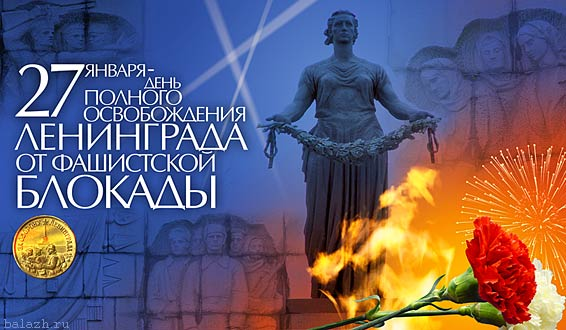 27 ЯНВАРЯ-
ДЕНЬ
ПОЛНОГО
ОСВОБОЖДЕНИЯ
ЛЕНИНГРАДА
ОТ ФАШИСТСКОЙ
БЛОКАДЫ
balazh.ru